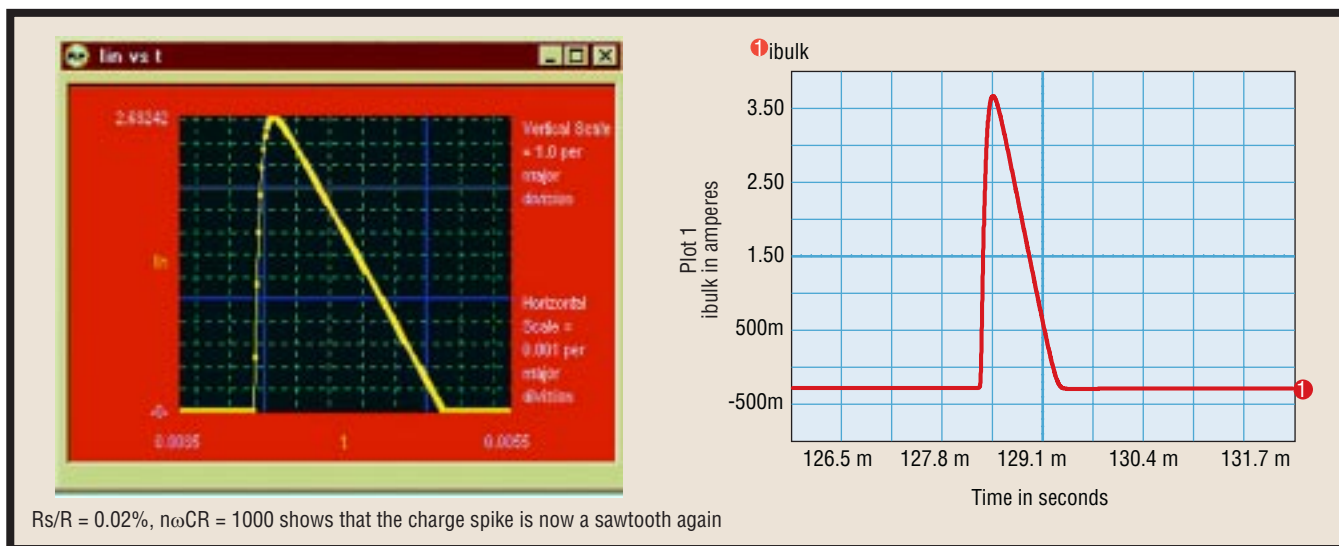 Iin vs t
Vertical Scale
= 1.0 per
major
division
Iin
Horizontal
Scale =
0.001 per
major
division
-0-
0.0035
t
0.0055
1 ibulk
3.50
2.50
1.50
500m
-500m
Plot 1
ibulk in amperes
1
126.5 m
127.8 m
129.1 m
130.4 m
131.7 m
Time in seconds
Rs/R = 0.02%, nωCR = 1000 shows that the charge spike is now a sawtooth again